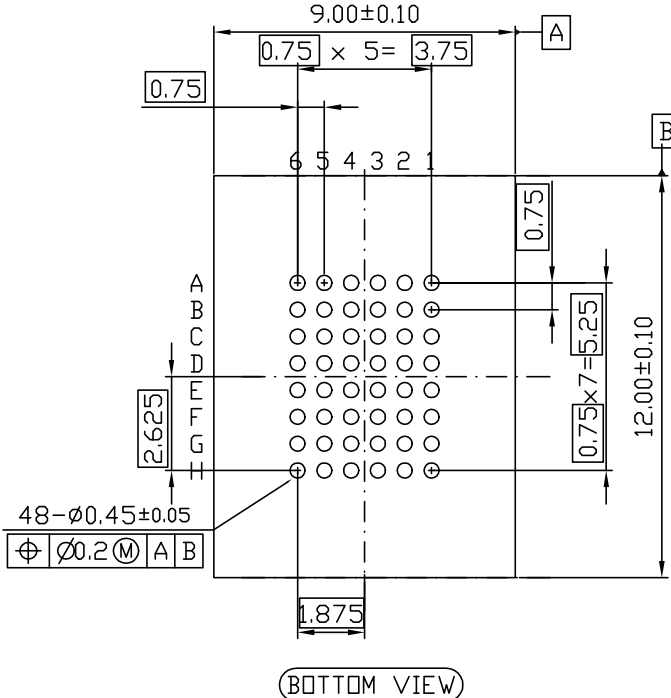 9.00±0.10
A
0.75 x 5= 3.75
0.75
B
6 5 4 3 2 1
0.75
A
B
C
D
E
F
G
H
0.75x7=5.25
12.00±0.10
2.625
48-Ø0.45±0.05
⌖ Ø0.2 Ⓜ A B
1.875
BOTTOM VIEW